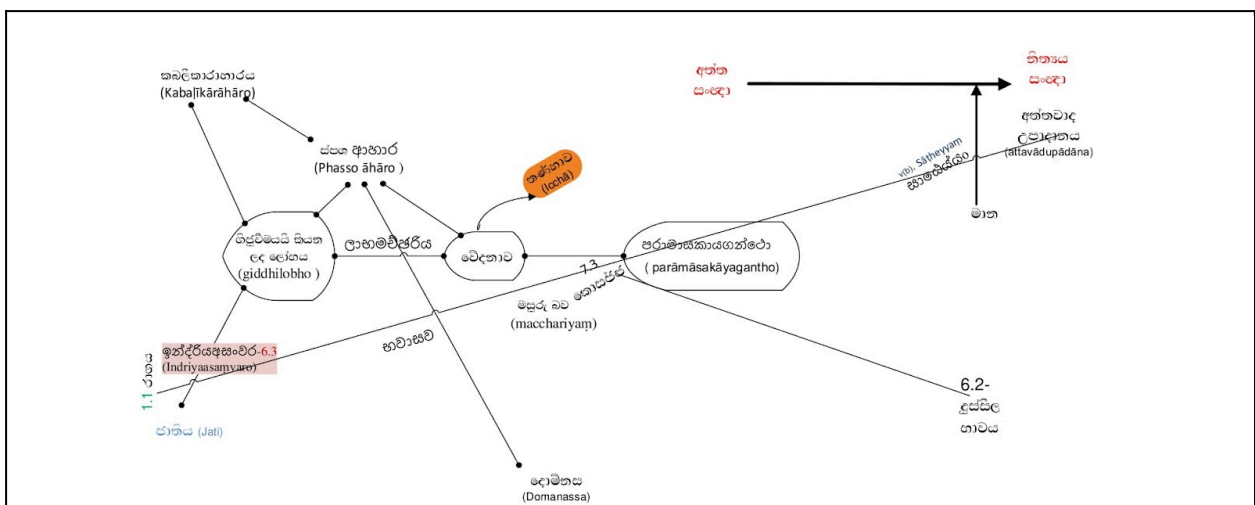 කබලිකාරාහාරය
(Kabaḷīkārāhāro)
ස්පශ ආහාර
(Phasso āhāro )
තණ්හාව
(Icchā)
අත්ත
සංඥා
නිත්‍යය
සංඥා
අත්තවාද
උපාදානය
(attavādupādāna)
v(b). Sātheyyaṃ
සාඨෙය්යං
මාන
ගිජුවීමයයි කියන
ලද ලෝභය
(giddhilobho)
ලාභමච්ඡරිය
වේදනාව
පරාමාසකායගන්ථො
( parāmāsakāyagantho)
7.3
කොසජ්ජ
මසුරු බව
(macchariyaṃ)
භවාසව
ඉන්ද්රියඅසංවර-6.3
(Indriyaasaṃvaro)
1.1 රාගය
ජාතිය (Jati)
6.2-
දුස්සිල
භාවය
දොම්නස
(Domanassa)